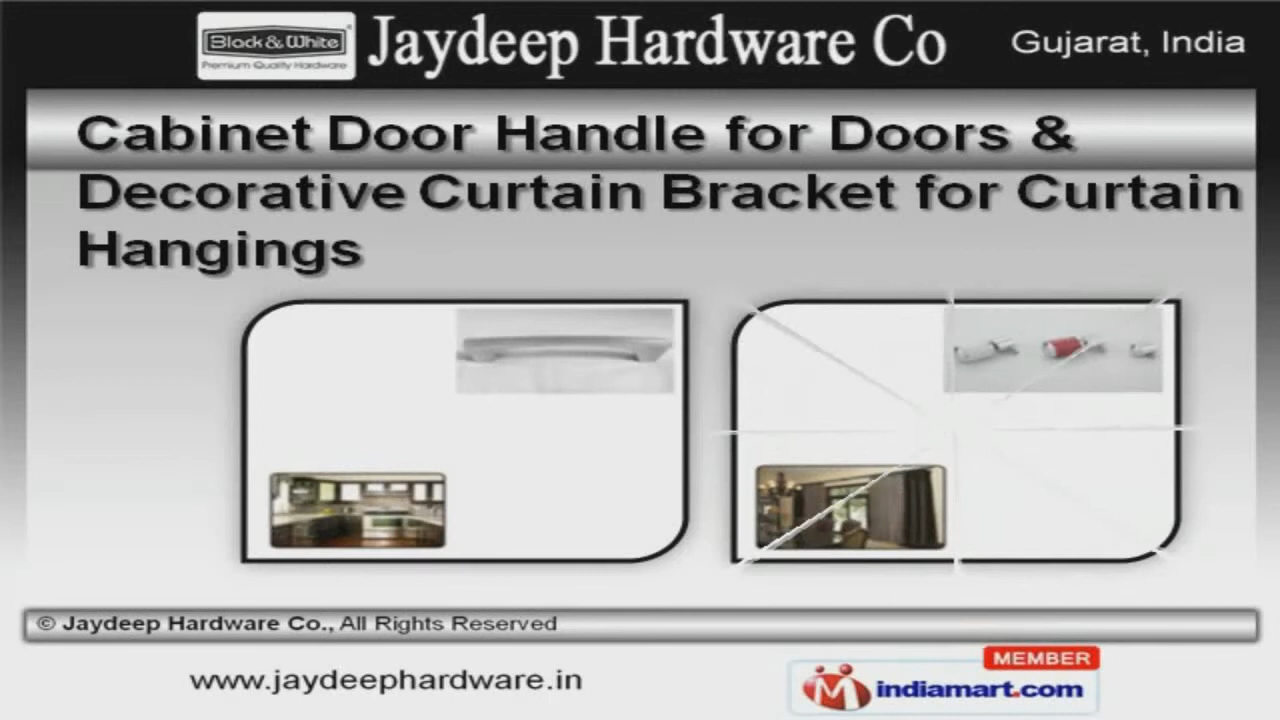 Black & White
Premium Quality Hardware
Jaydeep Hardware Co
Gujarat, India
Cabinet Door Handle for Doors &
Decorative Curtain Bracket for Curtain
Hangings
© Jaydeep Hardware Co., All Rights Reserved
www.jaydeephardware.in
MEMBER
indiamart.com